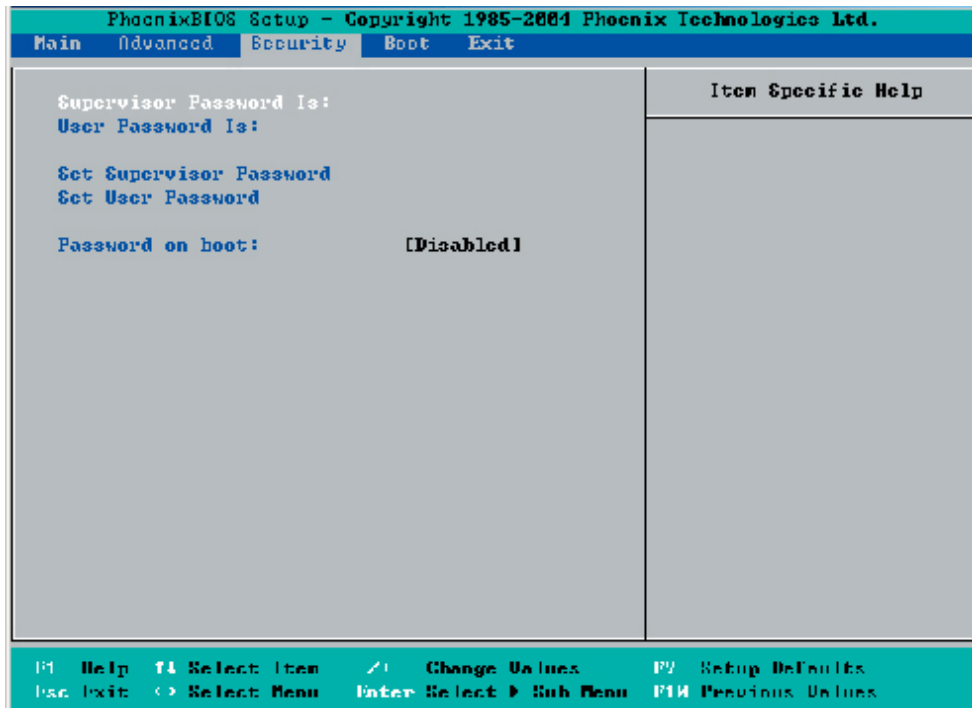 PhoenixBIOS Setup - Copyright 1985-2004 Phoenix Technologies Ltd.
Main Advanced Security Boot Exit
Item Specific Help
Supervisor Password Is:
User Password Is:
Set Supervisor Password
Set User Password
Password on boot: [Disabled]
F1 Help ↑↓ Select Item Change Values F9 Setup Defaults
Esc Exit Select Menu Enter Select ▶ Sub Menu F10 Previous Values